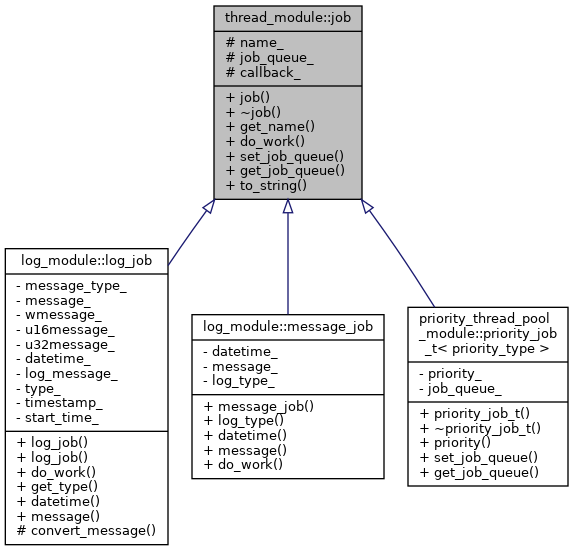 thread_module::job
# name_
# job_queue_
# callback_
+ job()
+ ~job()
+ get_name()
+ do_work()
+ set_job_queue()
+ get_job_queue()
+ to_string()
log_module::log_job
- message_type_
- message_
- wmessage_
- u16message_
- u32message_
- datetime_
- log_message_
- type_
- timestamp_
- start_time_
+ log_job()
+ log_job()
+ do_work()
+ get_type()
+ datetime()
+ message()
# convert_message()
log_module::message_job
- datetime_
- message_
- log_type_
+ message_job()
+ log_type()
+ datetime()
+ message()
+ do_work()
priority_thread_pool
_module::priority_job
_t< priority_type >
- priority_
- job_queue_
+ priority_job_t()
+ ~priority_job_t()
+ priority()
+ set_job_queue()
+ get_job_queue()